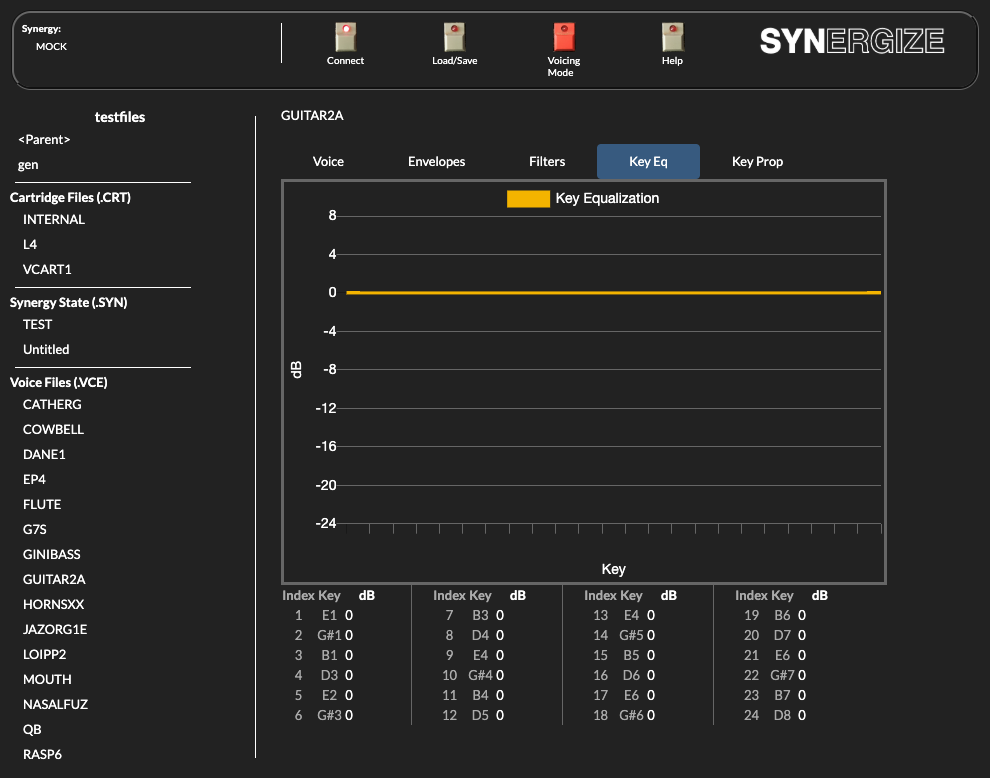 Synergy:
MOCK
Connect
Load/Save
Voicing
Mode
Help
SYNERGIZE
testfiles
<Parent>
gen
Cartridge Files (.CRT)
INTERNAL
L4
VCART1
Synergy State (.SYN)
TEST
Untitled
Voice Files (.VCE)
CATHERG
COWBELL
DANE1
EP4
FLUTE
G7S
GINIBASS
GUITAR2A
HORNSXX
JAZORG1E
LOIPP2
MOUTH
NASALFUZ
QB
RASP6
GUITAR2A
Voice Envelopes Filters Key Eq Key Prop
Key Equalization
8
4
0
-4
-8
-12
-16
-20
-24
dB
Key
Index Key dB Index Key dB Index Key dB Index Key dB
1 E1 0 7 B3 0 13 E4 0 19 B6 0
2 G#1 0 8 D4 0 14 G#5 0 20 D7 0
3 B1 0 9 E4 0 15 B5 0 21 E6 0
4 D3 0 10 G#4 0 16 D6 0 22 G#7 0
5 E2 0 11 B4 0 17 E6 0 23 B7 0
6 G#3 0 12 D5 0 18 G#6 0 24 D8 0